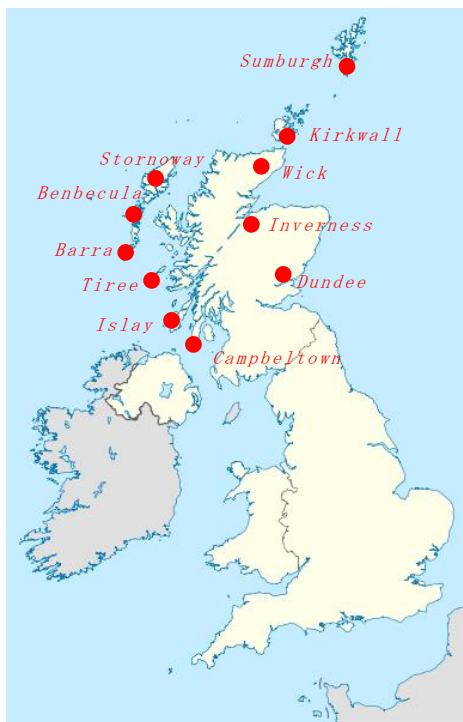 Sumburgh
Kirkwall
Stornoway
Wick
Benbecula
Inverness
Barra
Dundee
Tiree
Islay
Campbeltown